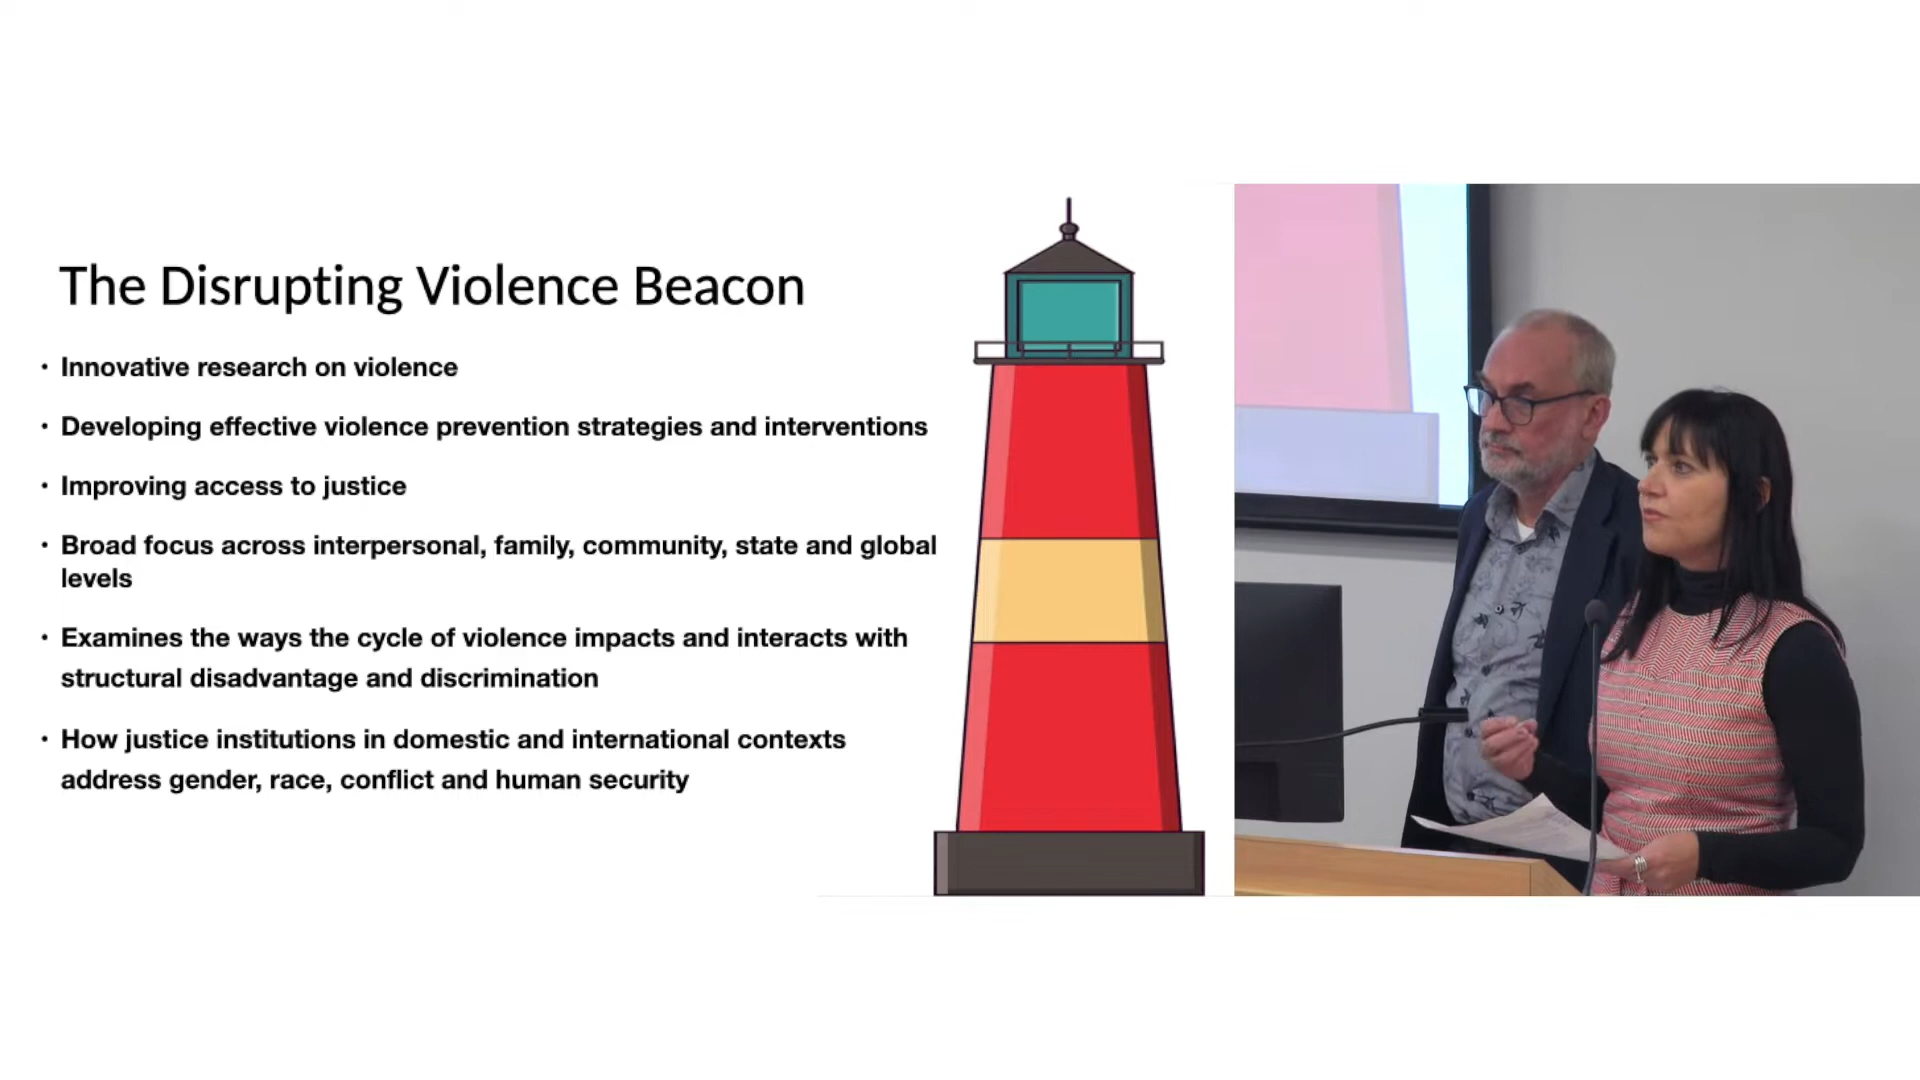 The Disrupting Violence Beacon
• Innovative research on violence
• Developing effective violence prevention strategies and interventions
• Improving access to justice
• Broad focus across interpersonal, family, community, state and global
levels
• Examines the ways the cycle of violence impacts and interacts with
structural disadvantage and discrimination
• How justice institutions in domestic and international contexts
address gender, race, conflict and human security